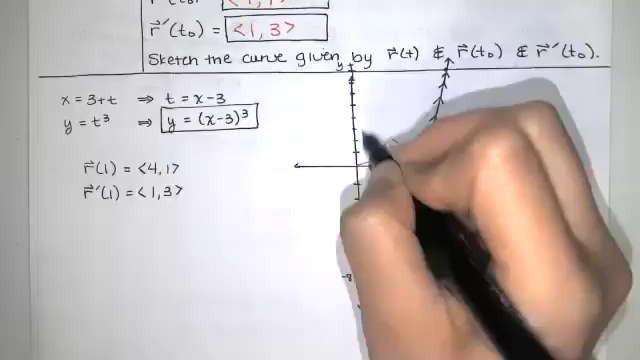 r⃗′(t₀) = <1, 3>
Sketch the curve given by r⃗(t) & r⃗(t₀) & r⃗′(t₀).
y
x = 3+t ⇒ t = x-3
y = t³ ⇒ y = (x-3)³
r⃗(1) = <4,1>
r⃗′(1) = <1,3>
-8